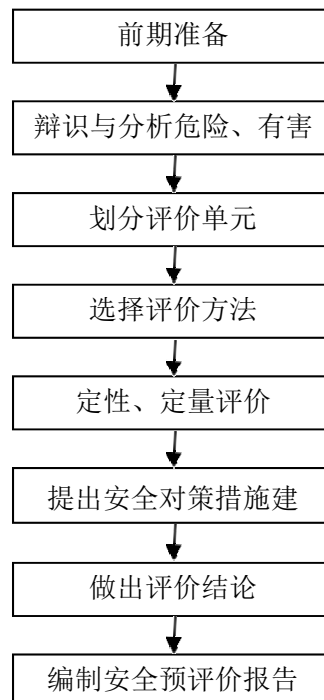 前期准备
辩识与分析危险、有害
划分评价单元
选择评价方法
定性、定量评价
提出安全对策措施建
做出评价结论
编制安全预评价报告